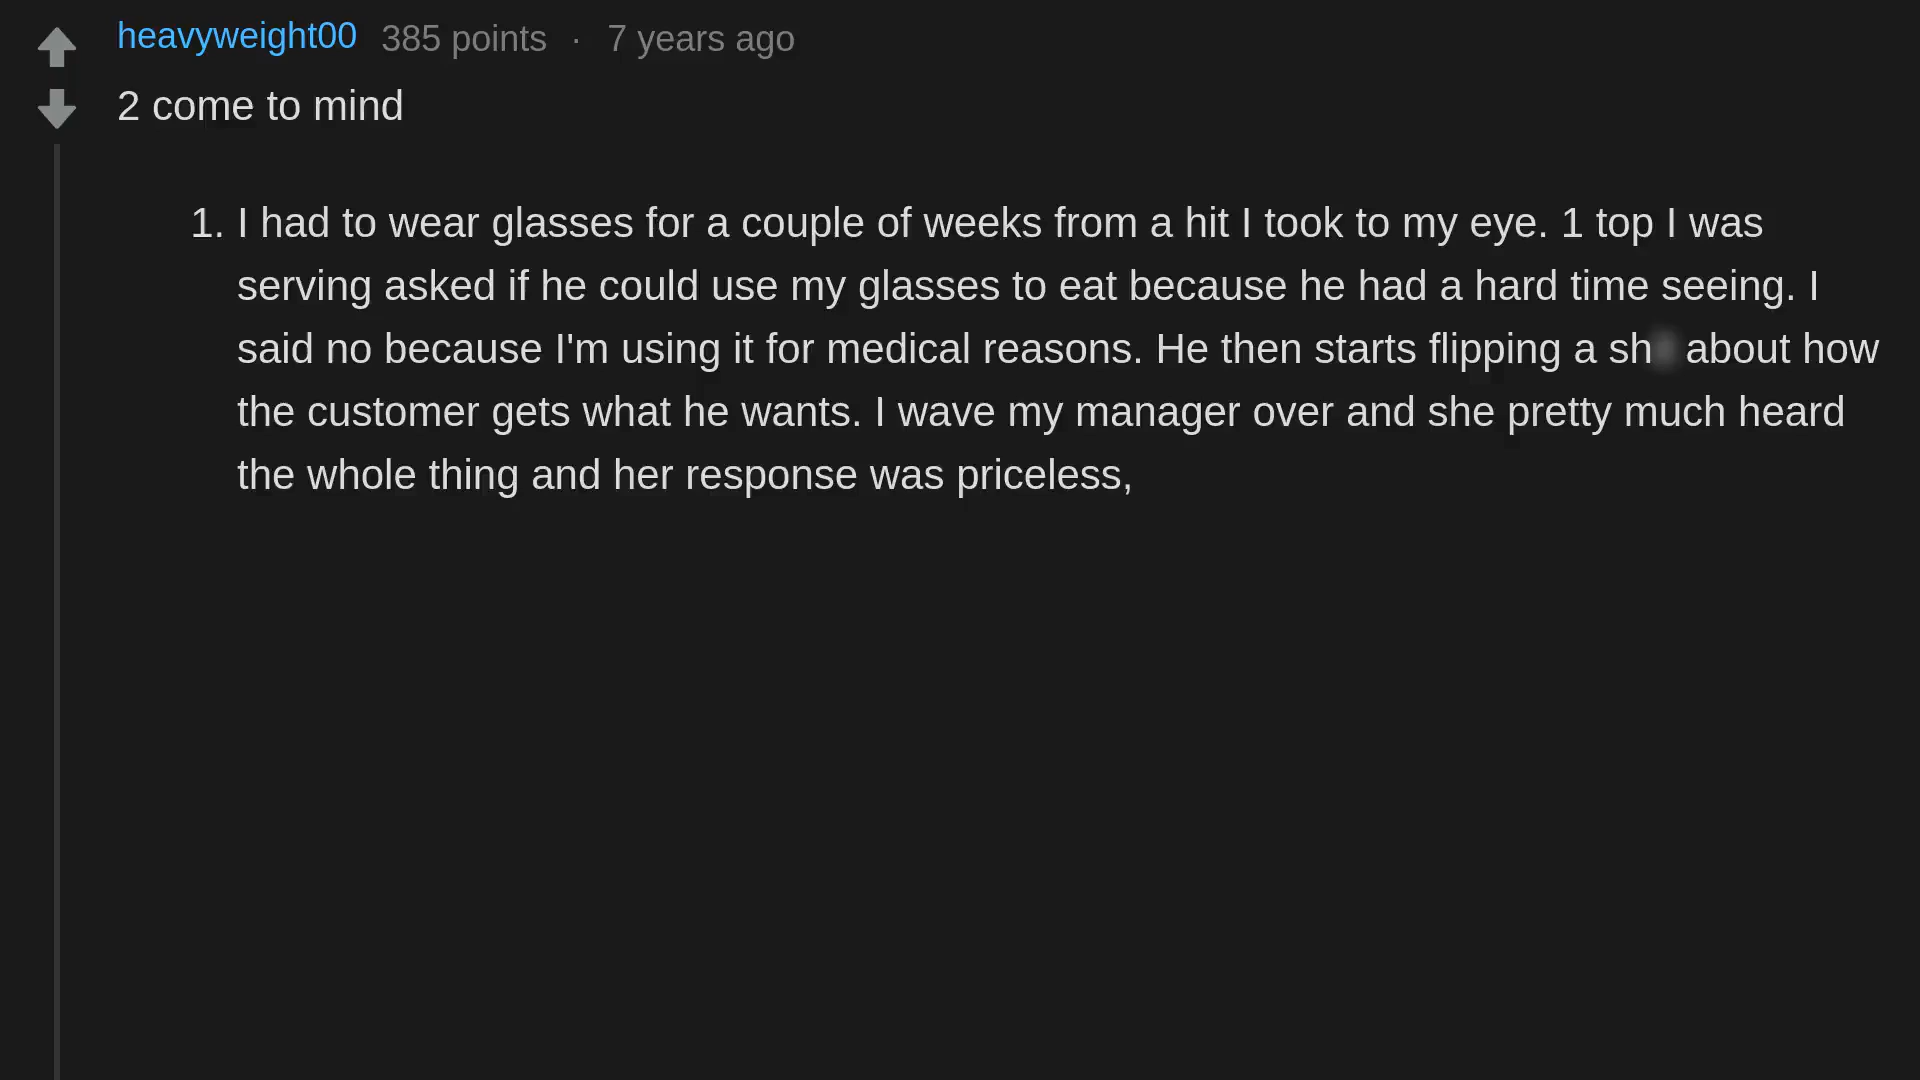 heavyweight00 385 points · 7 years ago
2 come to mind
1. I had to wear glasses for a couple of weeks from a hit I took to my eye. 1 top I was
serving asked if he could use my glasses to eat because he had a hard time seeing. I
said no because I'm using it for medical reasons. He then starts flipping a about how
the customer gets what he wants. I wave my manager over and she pretty much heard
the whole thing and her response was priceless,